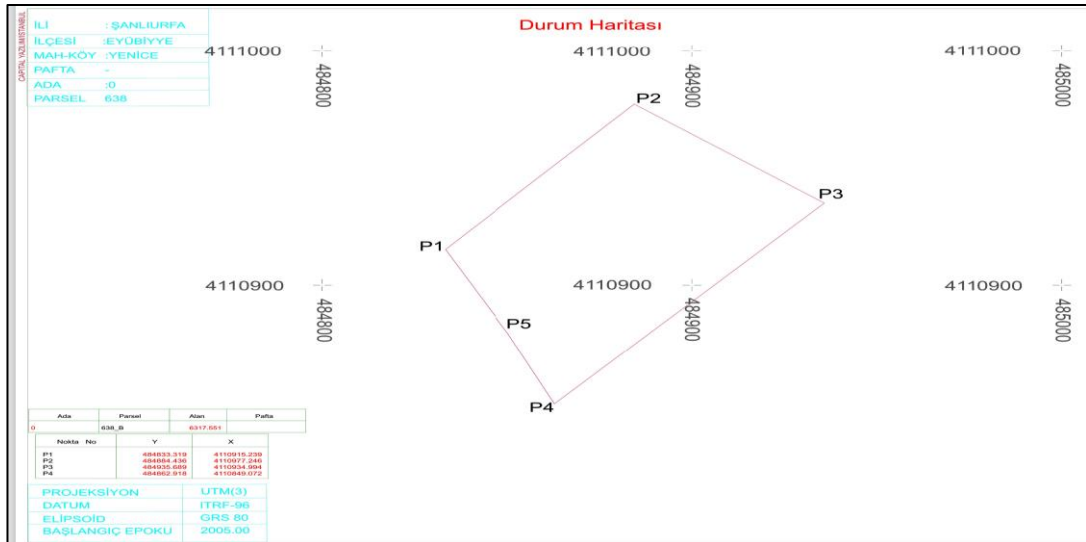 CAPITAL YAZILIM/İSTANBUL
İLİ :ŞANLIURFA
İLÇESİ :EYÜBİYYE
MAH-KÖY :YENİCE
PAFTA -
ADA :0
PARSEL 638
Durum Haritası
4111000 4111000 4111000
484800 484900 485000
P2
P3
P1
4110900 4110900 4110900
484800 484900 485000
P5
P4
Ada Parsel Alan Pafta
0 638_B 6317.551
Nokta No Y X
P1 484833.319 4110915.239
P2 484884.436 4110977.246
P3 484935.689 4110934.994
P4 484862.918 4110849.072
PROJEKSİYON UTM(3)
DATUM ITRF-96
ELİPSOİD GRS 80
BAŞLANGIÇ EPOKU 2005.00